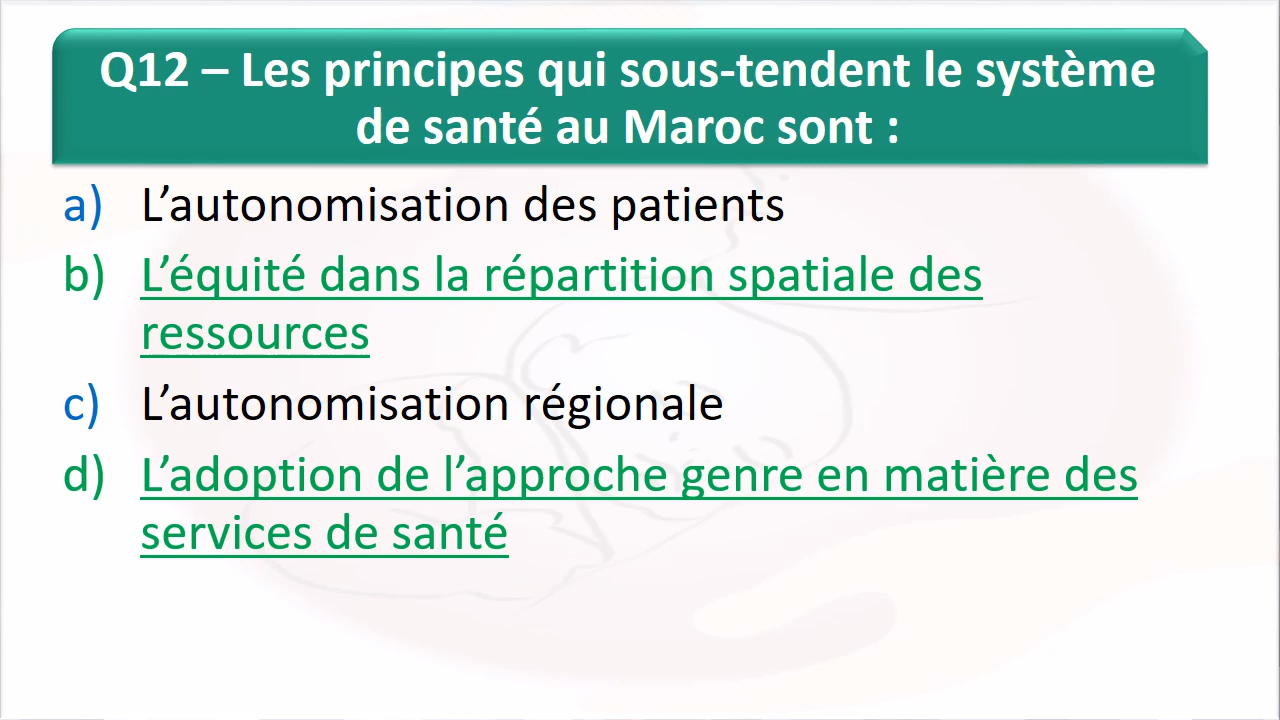 Q12 – Les principes qui sous-tendent le système
de santé au Maroc sont :
a) L’autonomisation des patients
b) L’équité dans la répartition spatiale des
ressources
c) L’autonomisation régionale
d) L’adoption de l’approche genre en matière des
services de santé